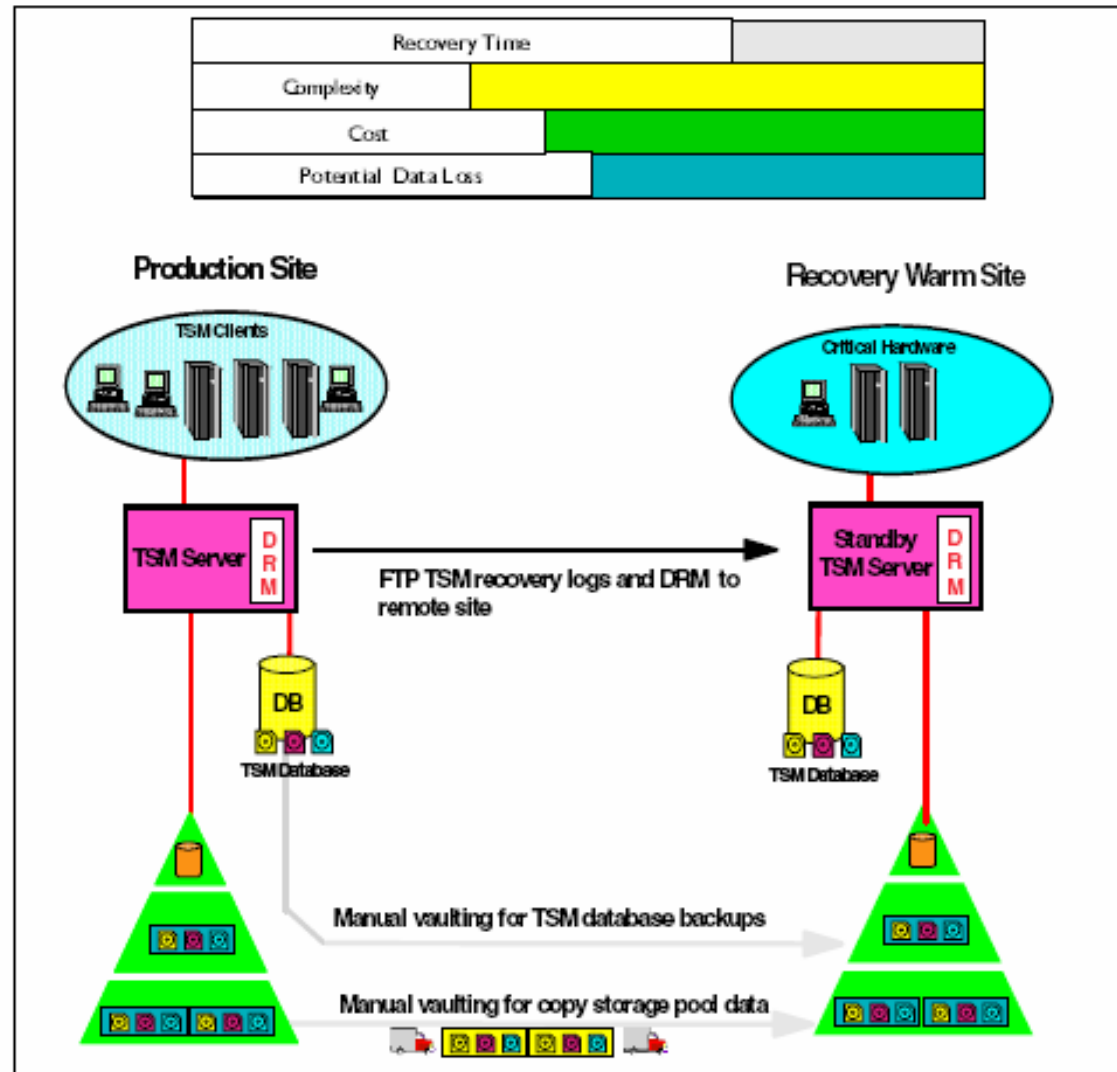 Recovery Time
Complexity
Cost
Potential Data Loss
Production Site
Recovery Warm Site
TSM Clients
Critical Hardware
TSM Server
D
R
M
Standby
TSM Server
D
R
M
FTP TSM recovery logs and DRM to
remote site
DB
TSM Database
DB
TSM Database
Manual vaulting for TSM database backups
Manual vaulting for copy storage pool data